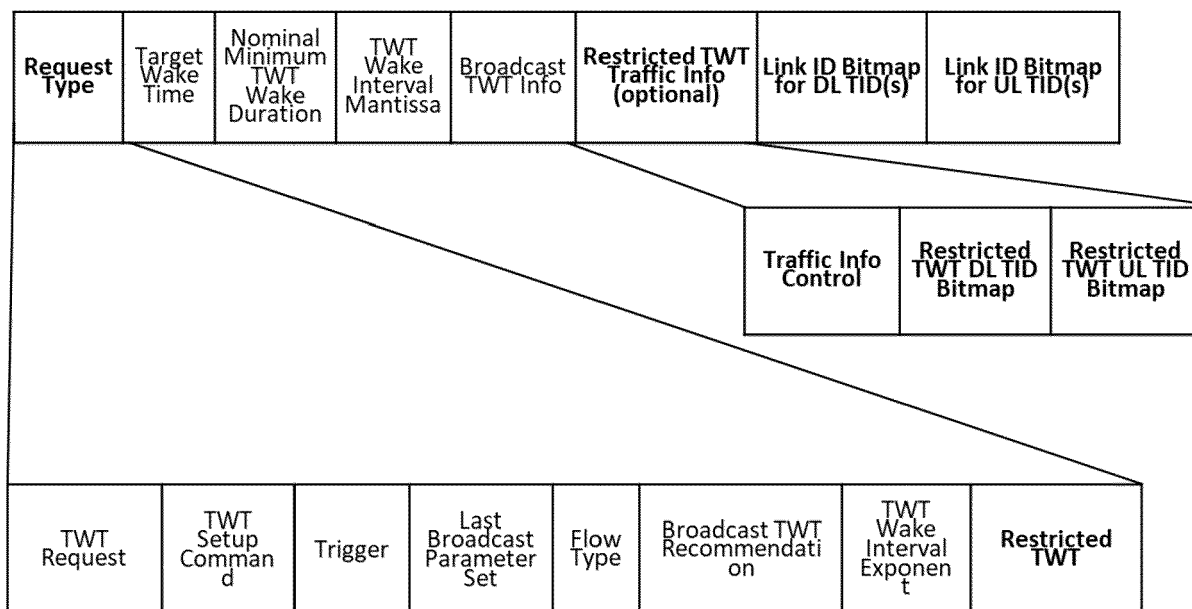 Request
Type
Target
Wake
Time
Nominal
Minimum
TWT
Wake
Duration
TWT
Wake
Interval
Mantissa
Broadcast
TWT Info
Restricted TWT
Traffic Info
(optional)
Link ID Bitmap
for DL TID(s)
Link ID Bitmap
for UL TID(s)
Traffic Info
Control
Restricted
TWT DL TID
Bitmap
Restricted
TWT UL TID
Bitmap
TWT
Request
TWT
Setup
Comman
d
Trigger
Last
Broadcast
Parameter
Set
Flow
Type
Broadcast TWT
Recommendati
on
TWT
Wake
Interval
Exponen
t
Restricted
TWT